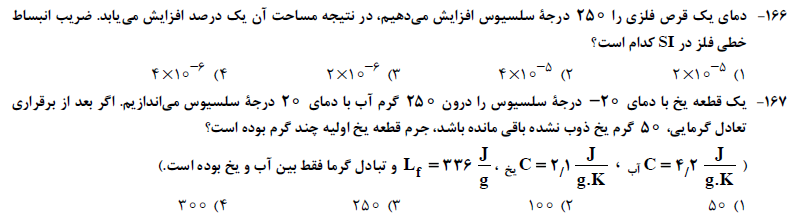 ۱۶۶- دمای یک قرص فلزی را ۲۵۰ درجهٔ سلسیوس افزایش می‌دهیم، در نتیجه مساحت آن یک درصد افزایش می‌یابد. ضریب انبساط
خطی فلز در SI کدام است؟
۱) ۲×۱۰^-۵ ۲) ۴×۱۰^-۵ ۳) ۲×۱۰^-۶ ۴) ۴×۱۰^-۶
۱۶۷- یک قطعه یخ با دمای ۲۰- درجهٔ سلسیوس را درون ۲۵۰ گرم آب با دمای ۲۰ درجهٔ سلسیوس می‌اندازیم. اگر بعد از برقراری
تعادل گرمایی، ۵۰ گرم یخ ذوب نشده باقی مانده باشد، جرم قطعه یخ اولیه چند گرم بوده است؟
(C آب = ۴٫۲ J/g.K ، C یخ = ۲٫۱ J/g.K ، L_f = ۳۳۶ J/g و تبادل گرما فقط بین آب و یخ بوده است.)
۱) ۵۰ ۲) ۱۰۰ ۳) ۲۵۰ ۴) ۳۰۰